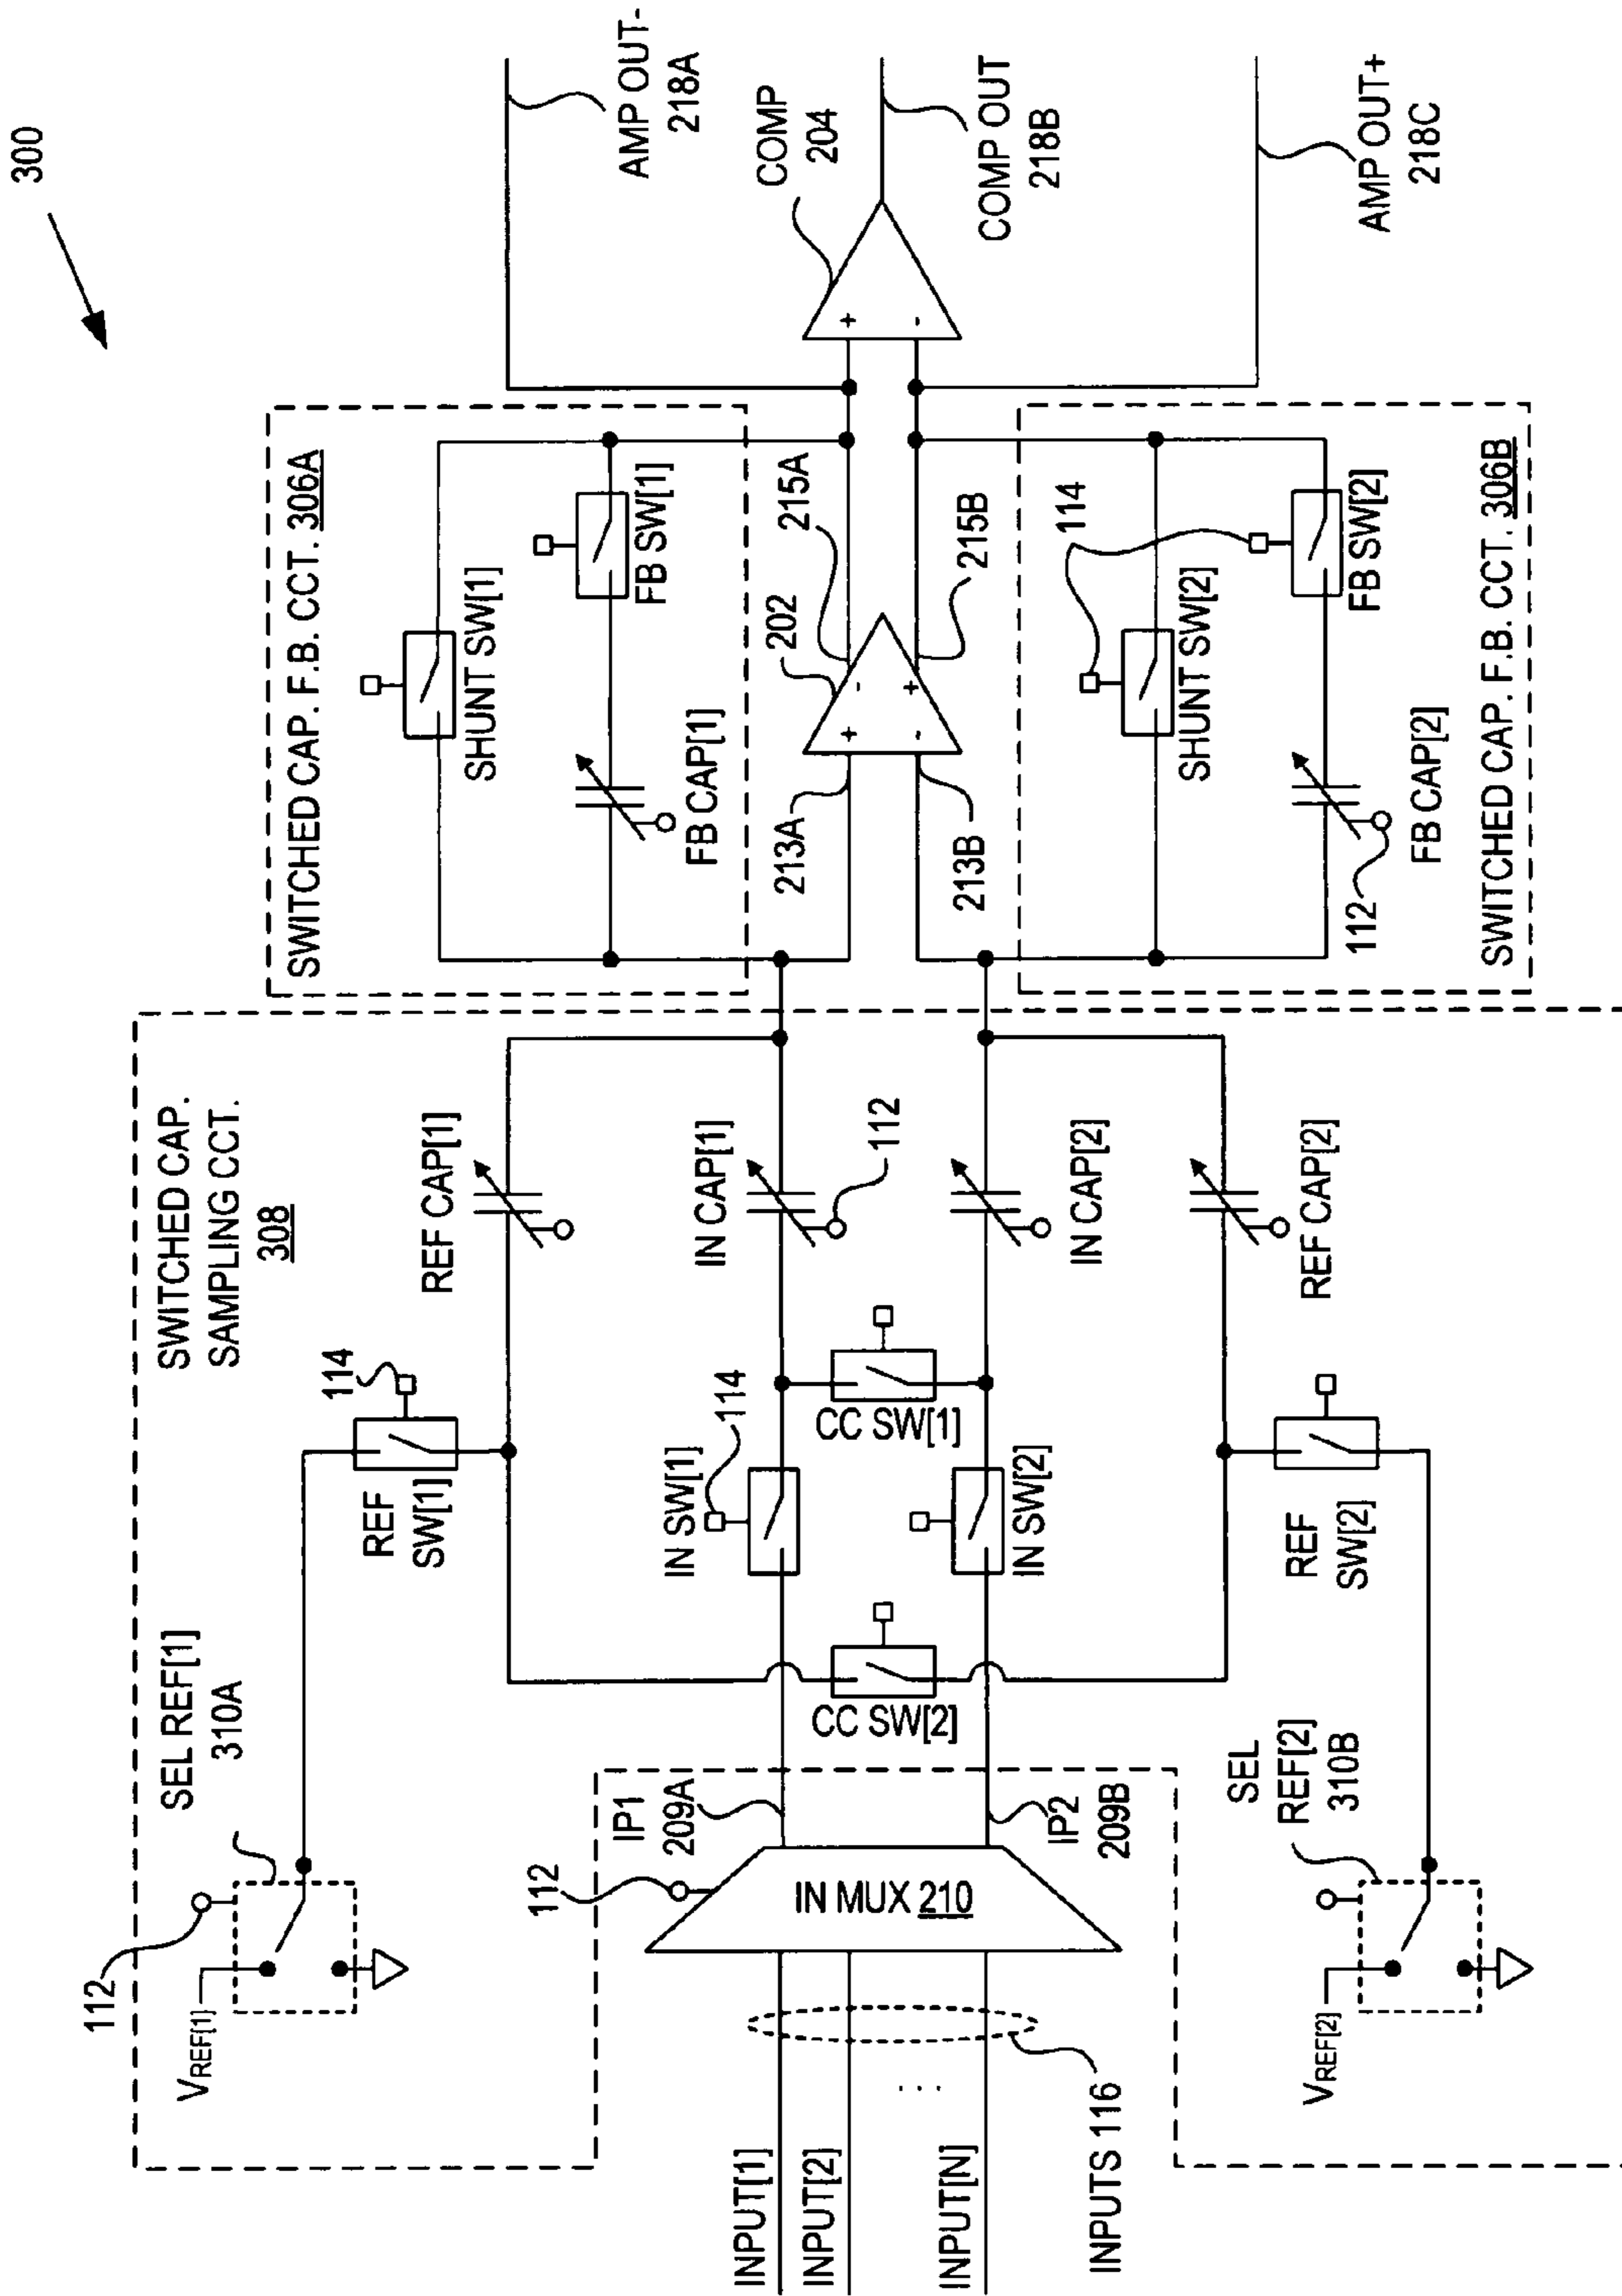 300
SWITCHED CAP.
SAMPLING CCT.
308
SEL REF[1]
310A
112
VREF[1]
REF
SW[1]
114
REF CAP[1]
IN CAP[1]
112
IN SW[1]
114
CC SW[1]
CC SW[2]
IN SW[2]
IN CAP[2]
REF CAP[2]
REF
SW[2]
SEL
REF[2]
310B
VREF[2]
IP1
209A
IP2
209B
112
IN MUX 210
INPUT[1]
INPUT[2]
...
INPUT[N]
INPUTS 116
SWITCHED CAP. F.B. CCT. 306A
SHUNT SW[1]
FB SW[1]
FB CAP[1]
213A
213B
202
+
-
-
+
215A
215B
SWITCHED CAP. F.B. CCT. 306B
114
SHUNT SW[2]
FB SW[2]
FB CAP[2]
112
COMP
204
+
-
AMP OUT-
218A
COMP OUT
218B
AMP OUT+
218C